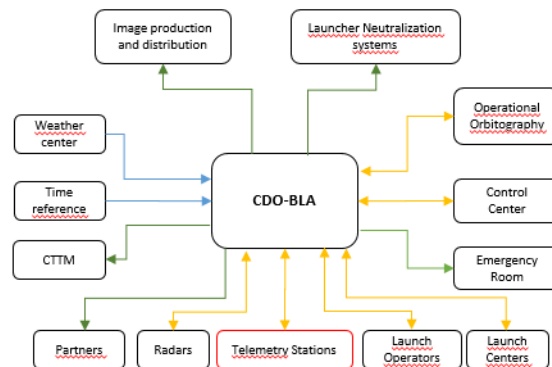 Image production
and distribution
Launcher Neutralization
systems
Weather
center
Operational
Orbitography
Time
reference
CDO-BLA
Control
Center
CTTM
Emergency
Room
Partners
Radars
Telemetry Stations
Launch
Operators
Launch
Centers